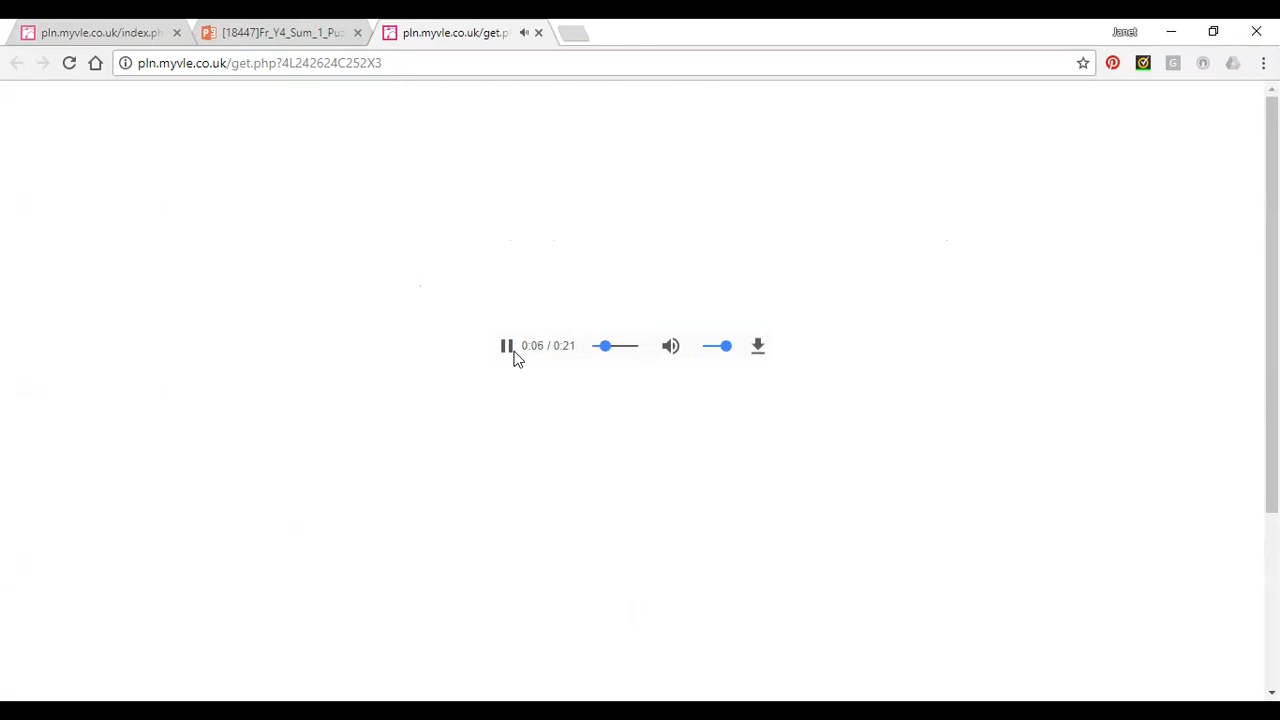 pln.myvle.co.uk/index.ph
[18447]Fr_Y4_Sum_1_Puz
pln.myvle.co.uk/get.p
Janet
pln.myvle.co.uk/get.php?4L242624C252X3
0:06 / 0:21